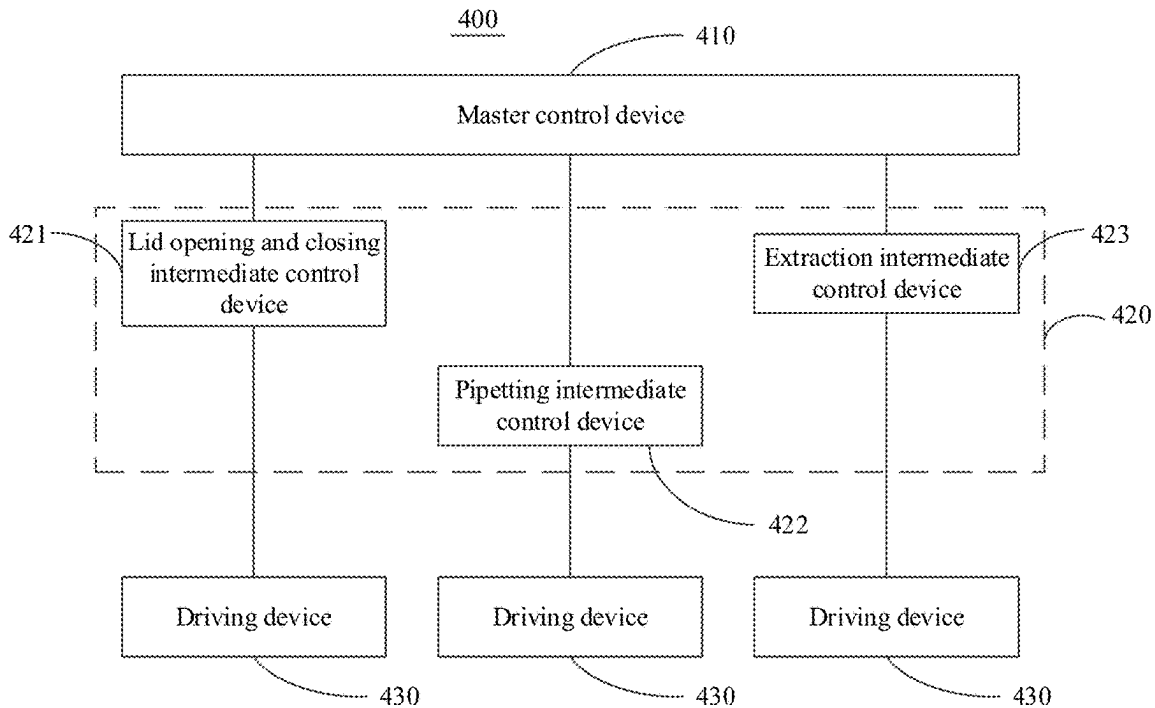 400
410
Master control device
421
Lid opening and closing
intermediate control
device
Extraction intermediate
control device
423
420
Pipetting intermediate
control device
422
Driving device
Driving device
Driving device
430
430
430